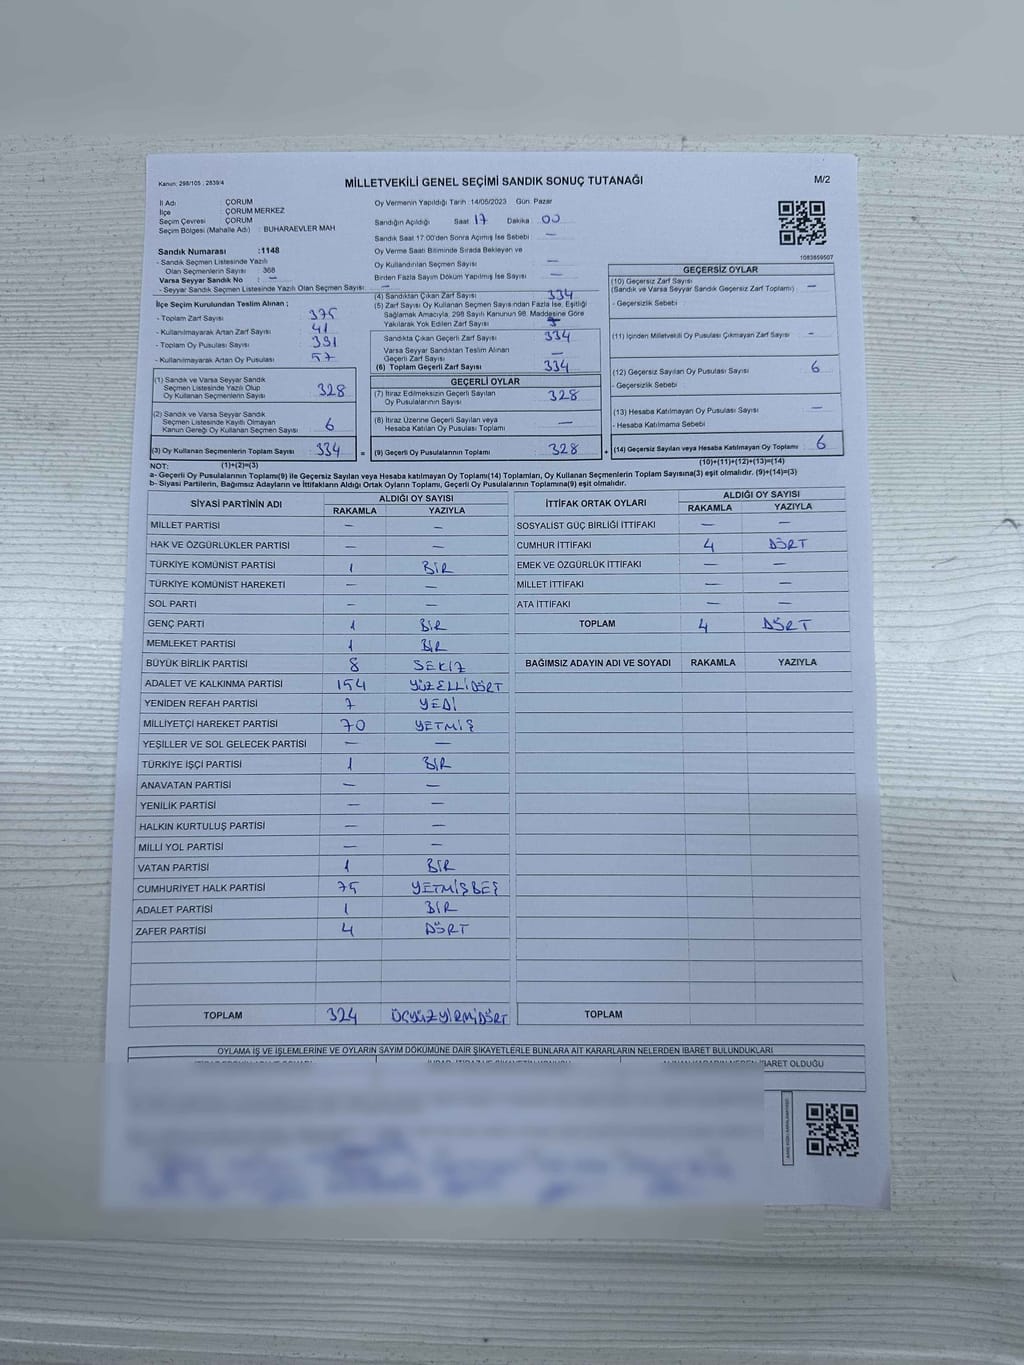 Kanun: 298/105 ; 2839/4
MİLLETVEKİLİ GENEL SEÇİMİ SANDIK SONUÇ TUTANAĞI
M/2
İl Adı : ÇORUM
İlçe : ÇORUM MERKEZ
Seçim Çevresi : ÇORUM
Seçim Bölgesi (Mahalle Adı) : BUHARAEVLER MAH
Sandık Numarası :1148
- Sandık Seçmen Listesinde Yazılı
Olan Seçmenlerin Sayısı : 368
Varsa Seyyar Sandık No : —
- Seyyar Sandık Seçmen Listesinde Yazılı Olan Seçmen Sayısı: —
İlçe Seçim Kurulundan Teslim Alınan ;
- Toplam Zarf Sayısı 375
- Kullanılmayarak Artan Zarf Sayısı 41
- Toplam Oy Pusulası Sayısı 391
- Kullanılmayarak Artan Oy Pusulası 57
(1) Sandık ve Varsa Seyyar Sandık
Seçmen Listesinde Yazılı Olup
Oy Kullanan Seçmenlerin Sayısı 328
(2) Sandık ve Varsa Seyyar Sandık
Seçmen Listesinde Kayıtlı Olmayan
Kanun Gereği Oy Kullanan Seçmen Sayısı 6
(3) Oy Kullanan Seçmenlerin Toplam Sayısı 334 =
Oy Vermenin Yapıldığı Tarih :14/05/2023 Gün: Pazar
Sandığın Açıldığı Saat 17 Dakika 00
Sandık Saat 17:00'den Sonra Açılmış İse Sebebi —
Oy Verme Saati Bitiminde Sırada Bekleyen ve
Oy Kullandırılan Seçmen Sayısı —
Birden Fazla Sayım Döküm Yapılmış İse Sayısı —
(4) Sandıktan Çıkan Zarf Sayısı 334
(5) Zarf Sayısı Oy Kullanan Seçmen Sayısından Fazla İse, Eşitliği
Sağlamak Amacıyla, 298 Sayılı Kanunun 98. Maddesine Göre
Yakılarak Yok Edilen Zarf Sayısı
Sandıkta Çıkan Geçerli Zarf Sayısı 334
Varsa Seyyar Sandıktan Teslim Alınan
Geçerli Zarf Sayısı —
(6) Toplam Geçerli Zarf Sayısı 334
GEÇERLİ OYLAR
(7) İtiraz Edilmeksizin Geçerli Sayılan
Oy Pusulalarının Sayısı 328
(8) İtiraz Üzerine Geçerli Sayılan veya
Hesaba Katılan Oy Pusulası Toplamı —
(9) Geçerli Oy Pusulalarının Toplamı 328 +
1083859507
GEÇERSİZ OYLAR
(10) Geçersiz Zarf Sayısı
(Sandık ve Varsa Seyyar Sandık Geçersiz Zarf Toplamı) -
- Geçersizlik Sebebi
(11) İçinden Milletvekili Oy Pusulası Çıkmayan Zarf Sayısı -
(12) Geçersiz Sayılan Oy Pusulası Sayısı 6
- Geçersizlik Sebebi
(13) Hesaba Katılmayan Oy Pusulası Sayısı —
- Hesaba Katılmama Sebebi
(14) Geçersiz Sayılan veya Hesaba Katılmayan Oy Toplamı 6
NOT: (1)+(2)=(3)
(10)+(11)+(12)+(13)=(14)
a- Geçerli Oy Pusulalarının Toplamı(9) ile Geçersiz Sayılan veya Hesaba katılmayan Oy Toplamı(14) Toplamları, Oy Kullanan Seçmenlerin Toplam Sayısına(3) eşit olmalıdır. (9)+(14)=(3)
b- Siyasi Partilerin, Bağımsız Adayların ve İttifakların Aldığı Ortak Oyların Toplamı, Geçerli Oy Pusulalarının Toplamına(9) eşit olmalıdır.
SİYASİ PARTİNİN ADI
ALDIĞI OY SAYISI
RAKAMLA YAZIYLA
MİLLET PARTİSİ — —
HAK VE ÖZGÜRLÜKLER PARTİSİ — —
TÜRKİYE KOMÜNİST PARTİSİ 1 BİR
TÜRKİYE KOMÜNİST HAREKETİ — —
SOL PARTİ — —
GENÇ PARTİ 1 BİR
MEMLEKET PARTİSİ 1 BİR
BÜYÜK BİRLİK PARTİSİ 8 SEKİZ
ADALET VE KALKINMA PARTİSİ 154 YÜZELLİDÖRT
YENİDEN REFAH PARTİSİ 7 YEDİ
MİLLİYETÇİ HAREKET PARTİSİ 70 YETMİŞ
YEŞİLLER VE SOL GELECEK PARTİSİ — —
TÜRKİYE İŞÇİ PARTİSİ 1 BİR
ANAVATAN PARTİSİ — —
YENİLİK PARTİSİ — —
HALKIN KURTULUŞ PARTİSİ — —
MİLLİ YOL PARTİSİ — —
VATAN PARTİSİ 1 BİR
CUMHURİYET HALK PARTİSİ 75 YETMİŞBEŞ
ADALET PARTİSİ 1 BİR
ZAFER PARTİSİ 4 DÖRT
TOPLAM 324 ÜÇYÜZYİRMİDÖRT
İTTİFAK ORTAK OYLARI
ALDIĞI OY SAYISI
RAKAMLA YAZIYLA
SOSYALİST GÜÇ BİRLİĞİ İTTİFAKI — —
CUMHUR İTTİFAKI 4 DÖRT
EMEK VE ÖZGÜRLÜK İTTİFAKI — —
MİLLET İTTİFAKI — —
ATA İTTİFAKI — —
TOPLAM 4 DÖRT
BAĞIMSIZ ADAYIN ADI VE SOYADI RAKAMLA YAZIYLA
TOPLAM
OYLAMA İŞ VE İŞLEMLERİNE VE OYLARIN SAYIM DÖKÜMÜNE DAİR ŞİKAYETLERLE BUNLARA AİT KARARLARIN NELERDEN İBARET BULUNDUKLARI
İBARET OLDUĞU